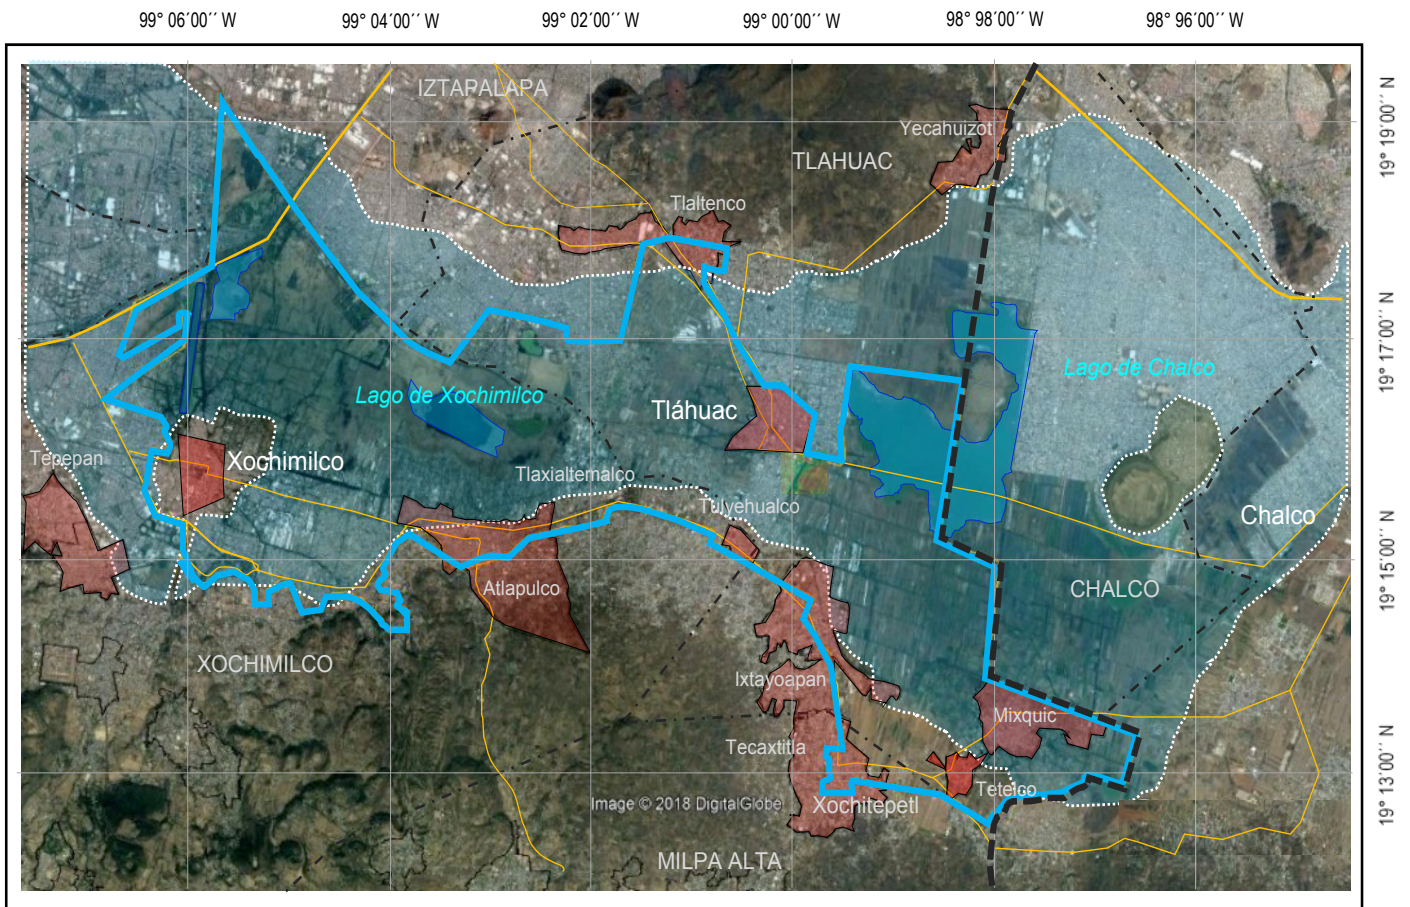 99° 06´00´´ W 99° 04´00´´ W 99° 02´00´´ W 99° 00´00´´ W 98° 98´00´´ W 98° 96´00´´ W
IZTAPALAPA
Yecahuizot
19° 19´00´´ N
TLAHUAC
Tlaltenco
19° 17´00´´ N
Lago de Chalco
Lago de Xochimilco
Tláhuac
Tepepan
Xochimilco
Tlaxialternalco
Tulyehualco
Chalco
19° 15´00´´ N
Atlapulco
CHALCO
XOCHIMILCO
Ixtayoapan
Mixquic
Tecaxtitla
19° 13´00´´ N
Tetelco
Image © 2018 DigitalGlobe
Xochitepetl
MILPA ALTA